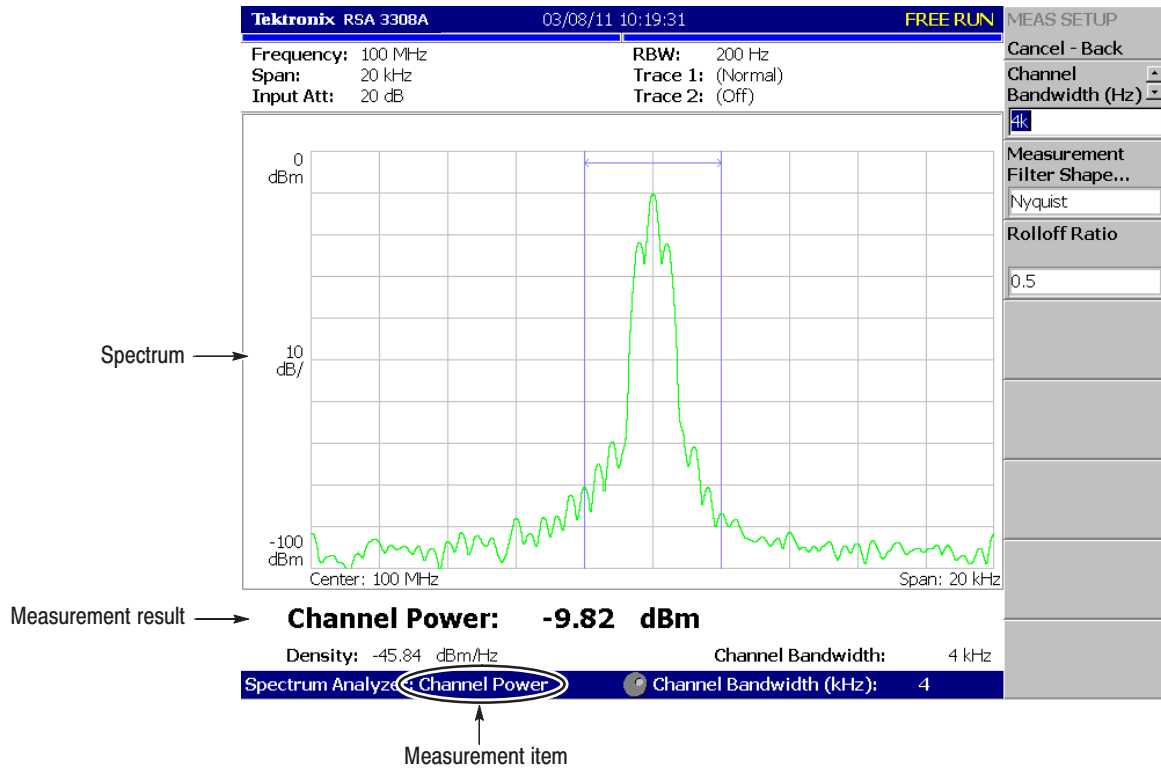 Tektronix RSA 3308A 03/08/11 10:19:31 FREE RUN
Frequency: 100 MHz RBW: 200 Hz
Span: 20 kHz Trace 1: (Normal)
Input Att: 20 dB Trace 2: (Off)
0
dBm
10
dB/
-100
dBm
Center: 100 MHz Span: 20 kHz
Channel Power: -9.82 dBm
Density: -45.84 dBm/Hz Channel Bandwidth: 4 kHz
Spectrum Analyzer: Channel Power Channel Bandwidth (kHz): 4
MEAS SETUP
Cancel - Back
Channel
Bandwidth (Hz)
4k
Measurement
Filter Shape...
Nyquist
Rolloff Ratio
0.5
Spectrum
Measurement result
Measurement item